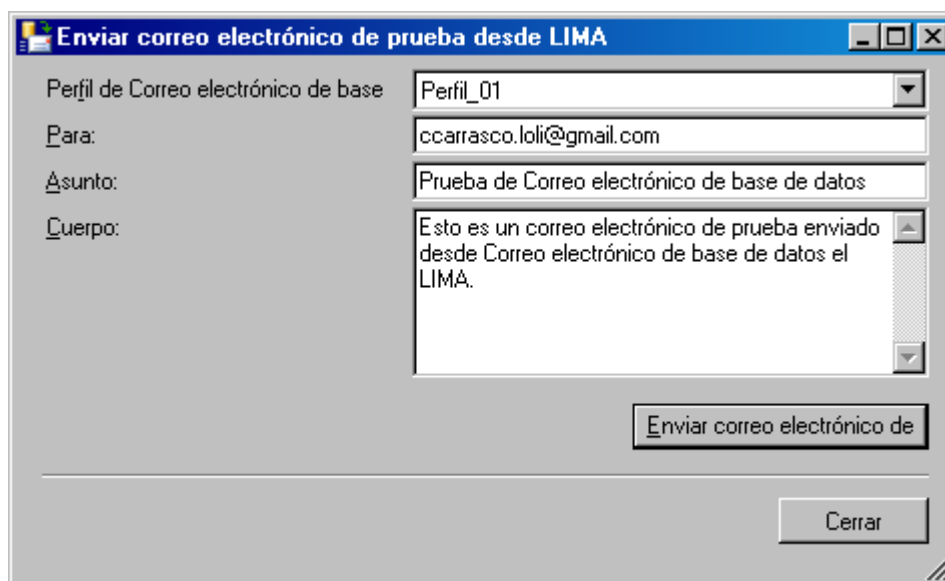 Enviar correo electrónico de prueba desde LIMA
Perfil de Correo electrónico de base Perfil_01
Para: ccarrasco.loli@gmail.com
Asunto: Prueba de Correo electrónico de base de datos
Cuerpo: Esto es un correo electrónico de prueba enviado
desde Correo electrónico de base de datos el
LIMA.
Enviar correo electrónico de
Cerrar